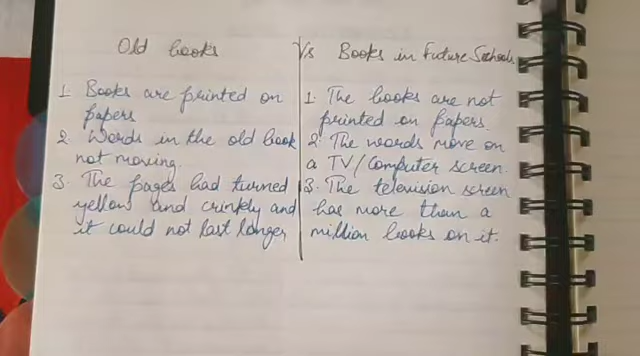 Old books Vs Books in Future Schools
1. Books are printed on
papers
2. Words in the old book
not moving
3. The pages had turned
yellow and crinkly and
it could not last longer
1. The books are not
printed on papers.
2. The words move on
a TV/Computer screen.
3. The television screen
has more than a
million books on it.